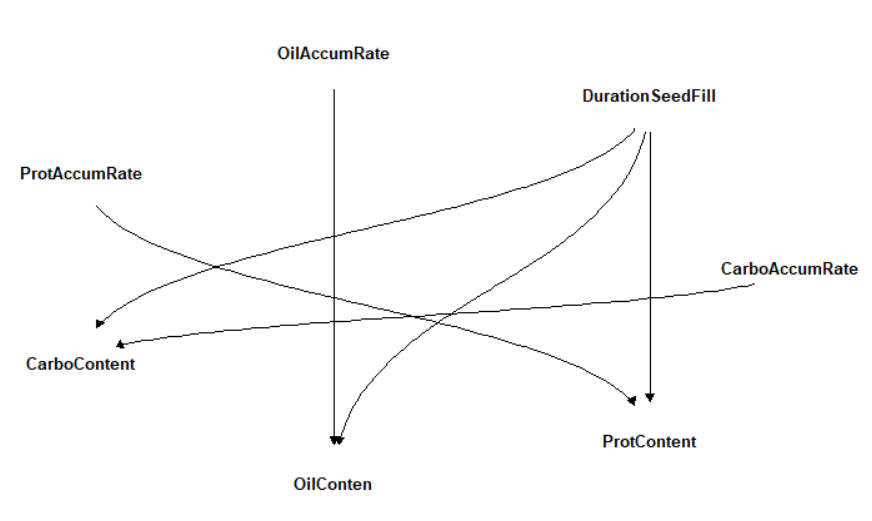 OilAccumRate
DurationSeedFill
ProtAccumRate
CarboAccumRate
CarboContent
ProtContent
OilConten